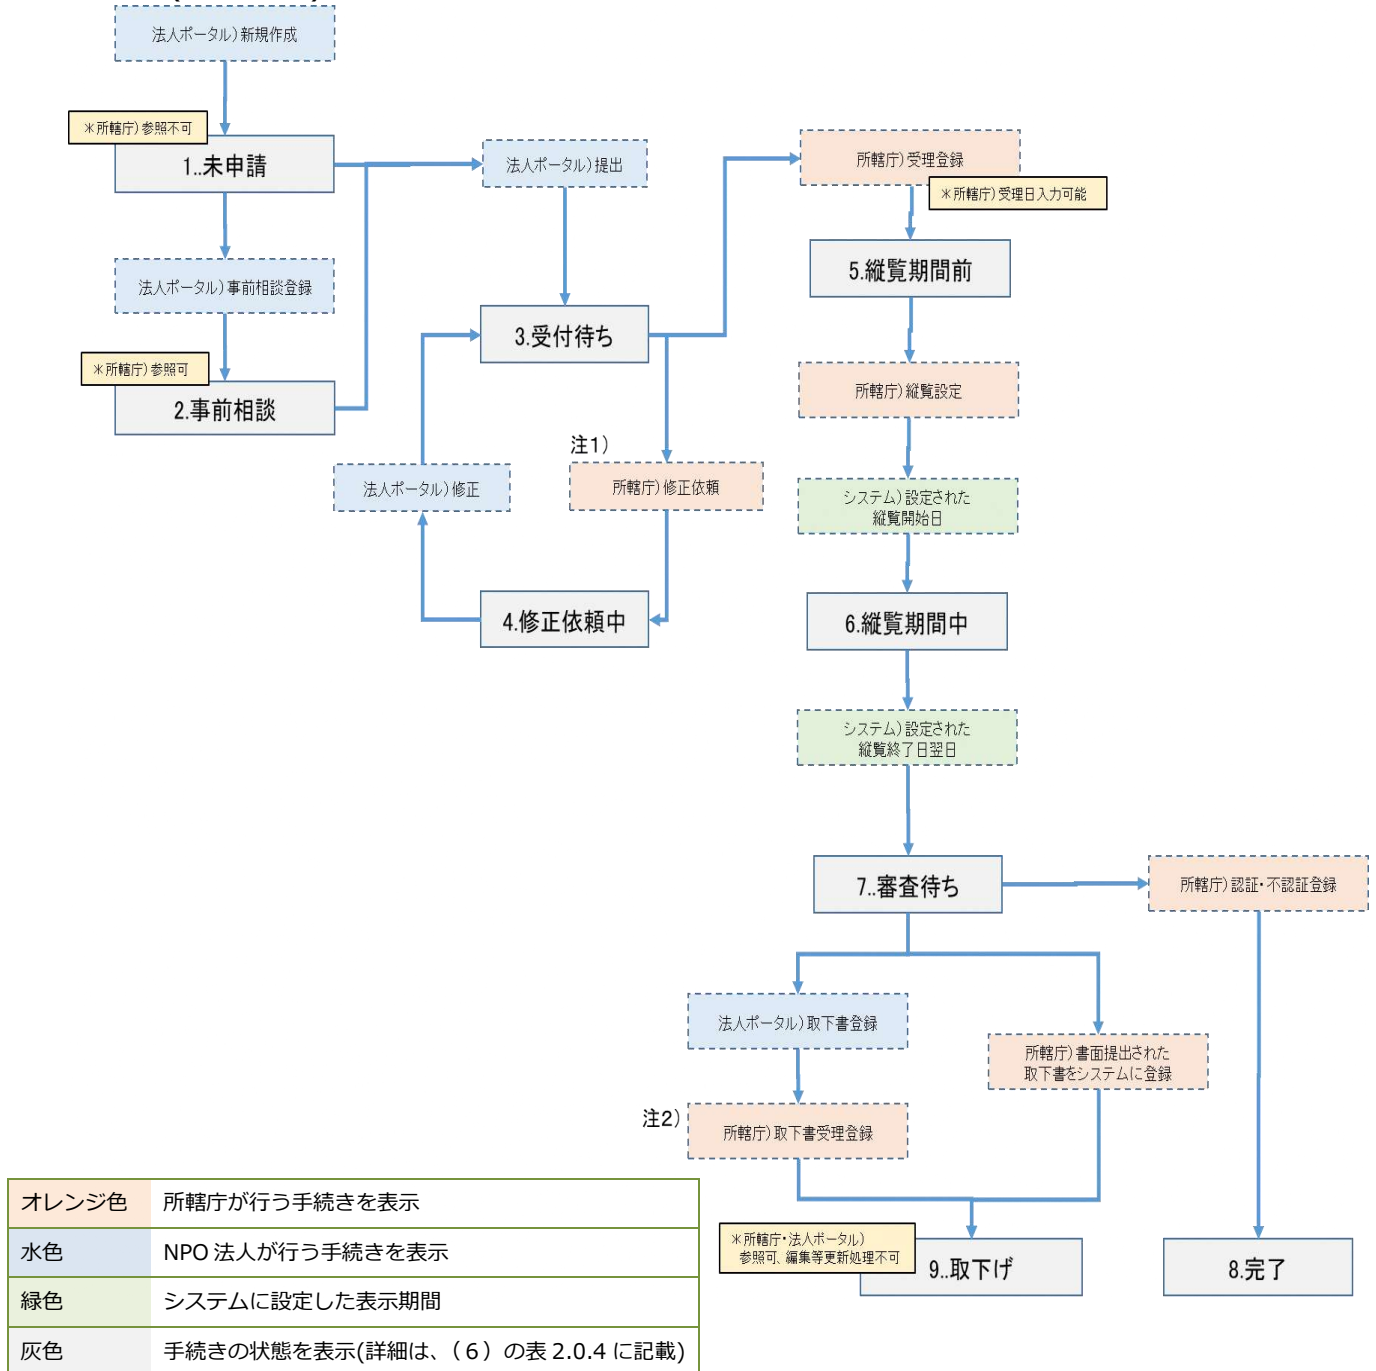 法人ポータル)新規作成
＊所轄庁)参照不可
1..未申請
法人ポータル)提出
所轄庁)受理登録
＊所轄庁)受理日入力可能
法人ポータル)事前相談登録
5.縦覧期間前
3.受付待ち
＊所轄庁)参照可
2.事前相談
所轄庁)縦覧設定
注1)
法人ポータル)修正
所轄庁)修正依頼
システム)設定された
縦覧開始日
4.修正依頼中
6.縦覧期間中
システム)設定された
縦覧終了日翌日
7..審査待ち
所轄庁)認証・不認証登録
法人ポータル)取下書登録
所轄庁)書面提出された
取下書をシステムに登録
注2)
所轄庁)取下書受理登録
＊所轄庁・法人ポータル)
参照可、編集等更新処理不可
9..取下げ
8.完了
オレンジ色 所轄庁が行う手続きを表示
水色 NPO 法人が行う手続きを表示
緑色 システムに設定した表示期間
灰色 手続きの状態を表示(詳細は、（6）の表 2.0.4 に記載)